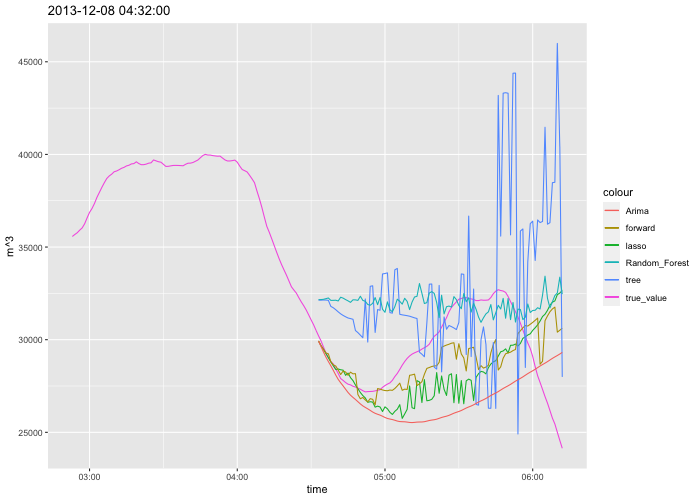 2013-12-08 04:32:00
m^3
45000
40000
35000
30000
25000
03:00
04:00
05:00
06:00
time
colour
Arima
forward
lasso
Random_Forest
tree
true_value